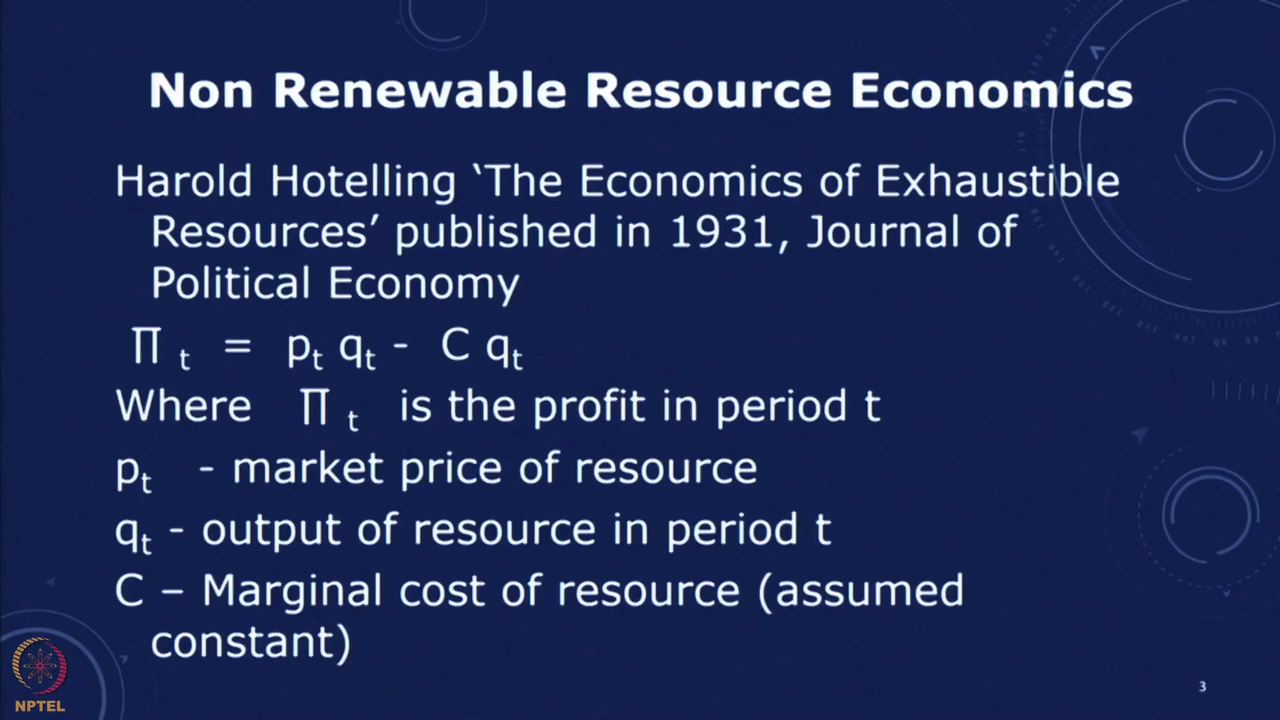 Non Renewable Resource Economics
Harold Hotelling ‘The Economics of Exhaustible
Resources’ published in 1931, Journal of
Political Economy
∏ t = pt qt - C qt
Where ∏ t is the profit in period t
pt - market price of resource
qt - output of resource in period t
C – Marginal cost of resource (assumed
constant)
NPTEL
3